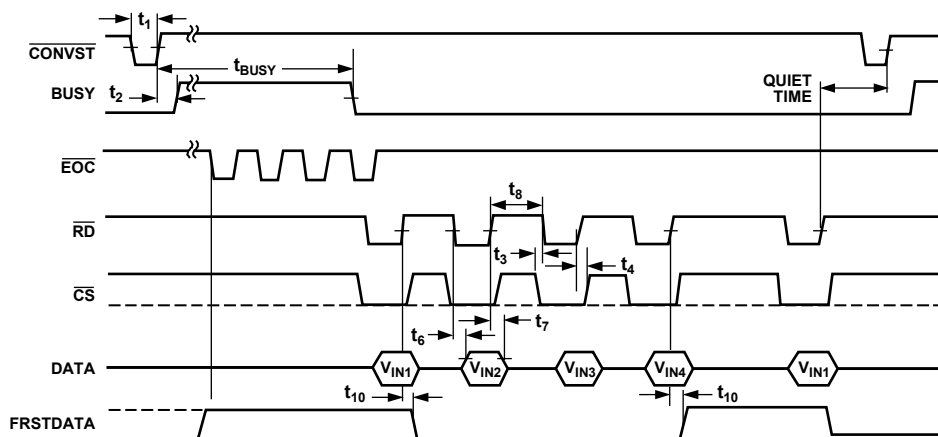 t1
CONVST
tBUSY
BUSY
t2
QUIET
TIME
EOC
t8
RD
t3
t4
CS
t6
t7
DATA
VIN1
VIN2
VIN3
VIN4
VIN1
t10
t10
FRSTDATA